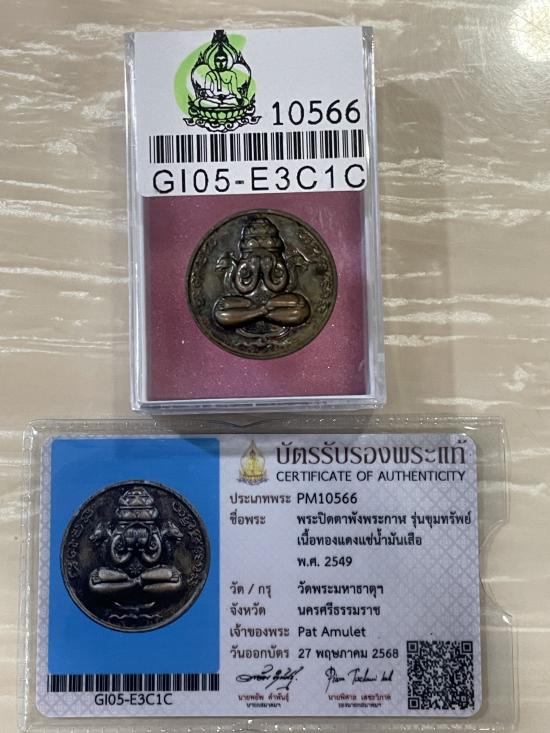 10566
GI05-E3C1C
บัตรรับรองพระแท้
CERTIFICATE OF AUTHENTICITY
ประเภทพระ PM10566
ชื่อพระ พระปิดตาพังพระกาฬ รุ่นขุมทรัพย์
เนื้อทองแดงแช่น้ำมันเสือ
พ.ศ. 2549
วัด / กรุ วัดพระมหาธาตุฯ
จังหวัด นครศรีธรรมราช
เจ้าของพระ Pat Amulet
วันออกบัตร 27 พฤษภาคม 2568
GI05-E3C1C